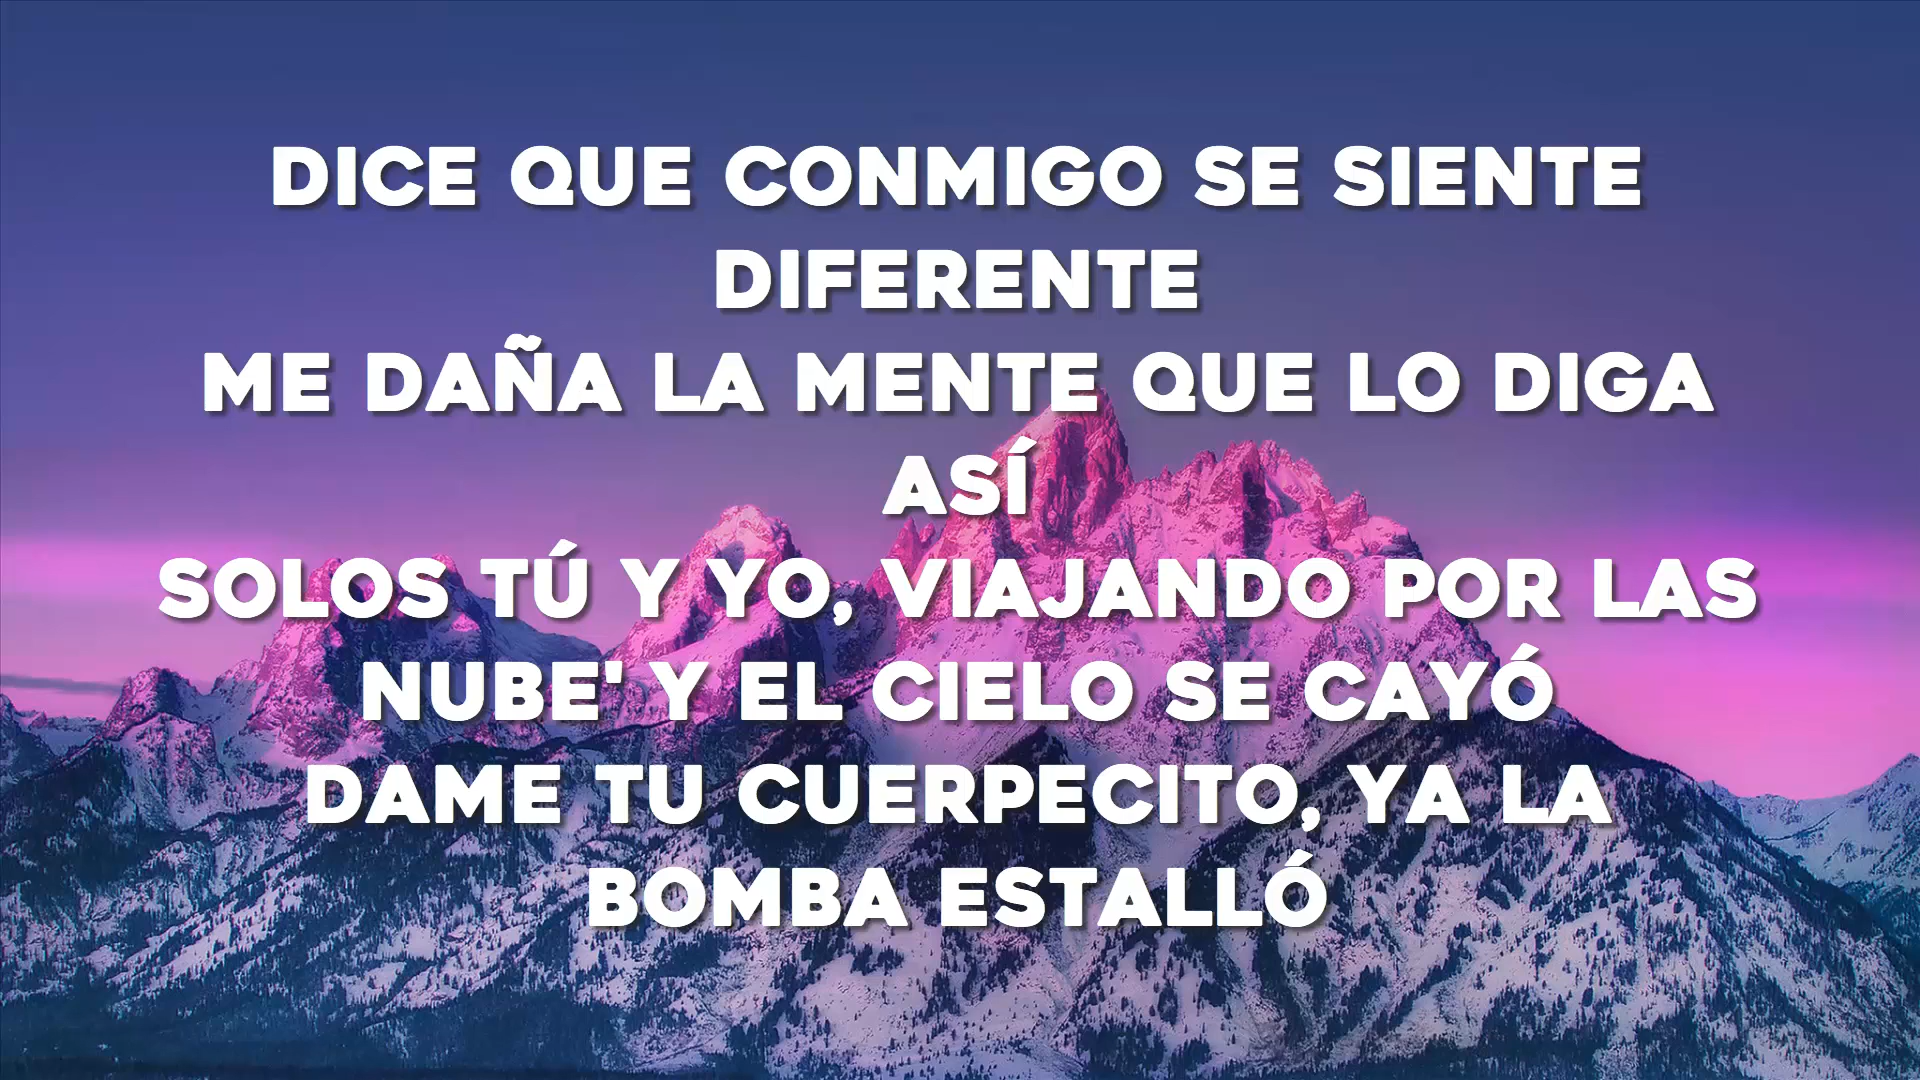 DICE QUE CONMIGO SE SIENTE
DIFERENTE
ME DAÑA LA MENTE QUE LO DIGA
ASÍ
SOLOS TÚ Y YO, VIAJANDO POR LAS
NUBE' Y EL CIELO SE CAYÓ
DAME TU CUERPECITO, YA LA
BOMBA ESTALLÓ